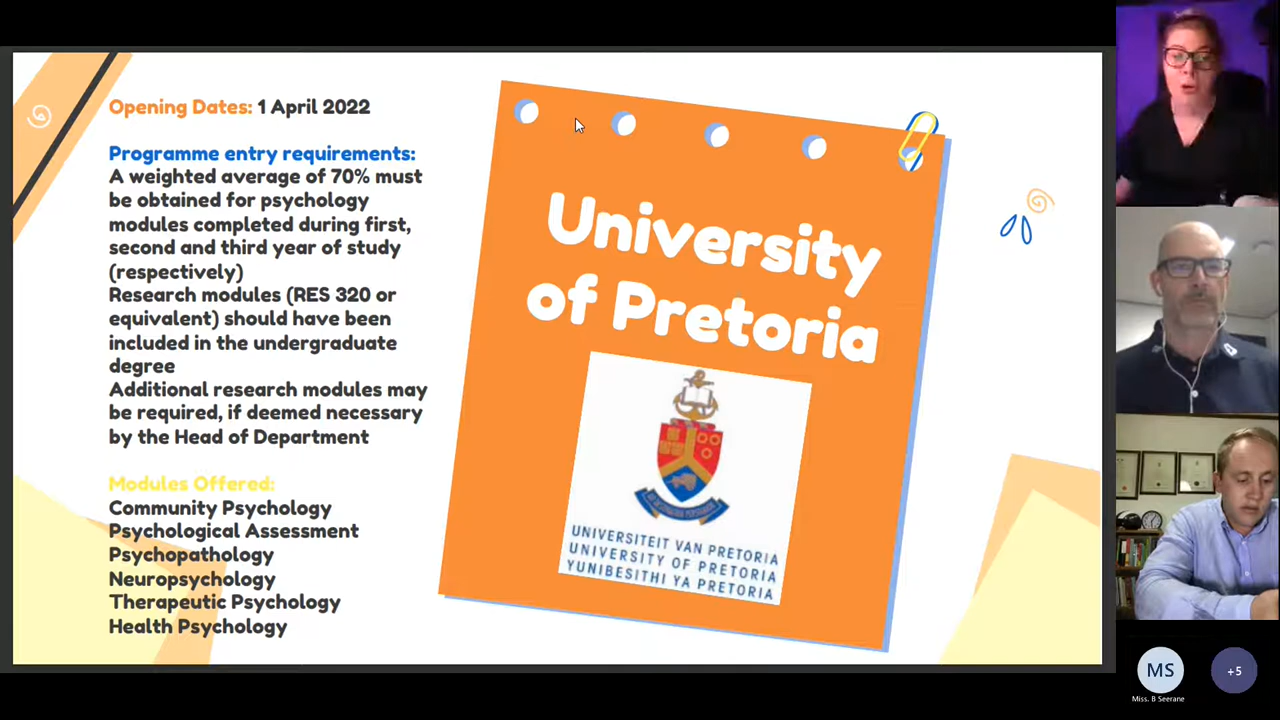 Opening Dates: 1 April 2022
Programme entry requirements:
A weighted average of 70% must
be obtained for psychology
modules completed during first,
second and third year of study
(respectively)
Research modules (RES 320 or
equivalent) should have been
included in the undergraduate
degree
Additional research modules may
be required, if deemed necessary
by the Head of Department
Modules Offered:
Community Psychology
Psychological Assessment
Psychopathology
Neuropsychology
Therapeutic Psychology
Health Psychology
University
of Pretoria
UNIVERSITEIT VAN PRETORIA
UNIVERSITY OF PRETORIA
YUNIBESITHI YA PRETORIA
MS
Miss. B Seerane
+5